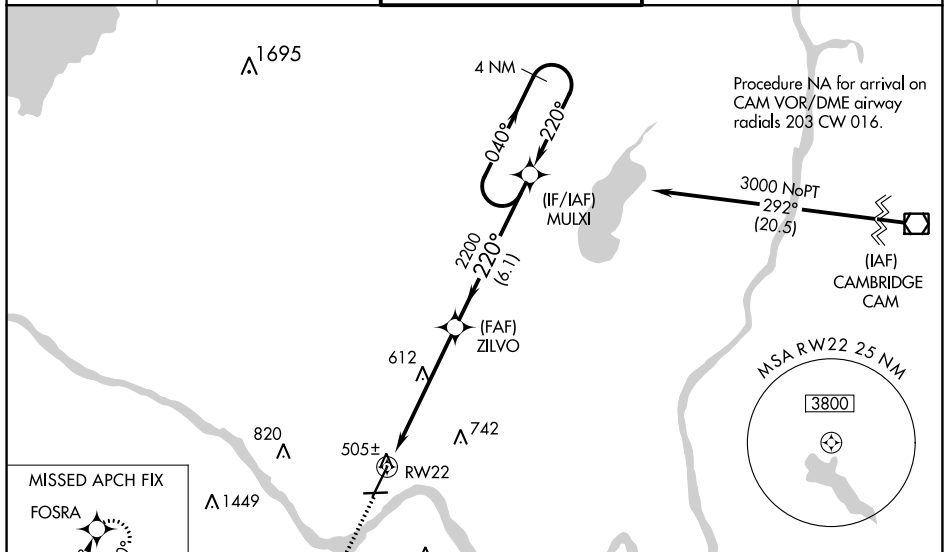 1695
4 NM
220°
040°
Procedure NA for arrival on
CAM VOR/DME airway
radials 203 CW 016.
3000 NoPT
292°
(20.5)
(IF/IAF)
MULXI
2200
220°
(6.1)
(IAF)
CAMBRIDGE
CAM
(FAF)
ZILVO
612
MSA RW22 25 NM
3800
820
742
505±
RW22
MISSED APCH FIX
1449
FOSRA